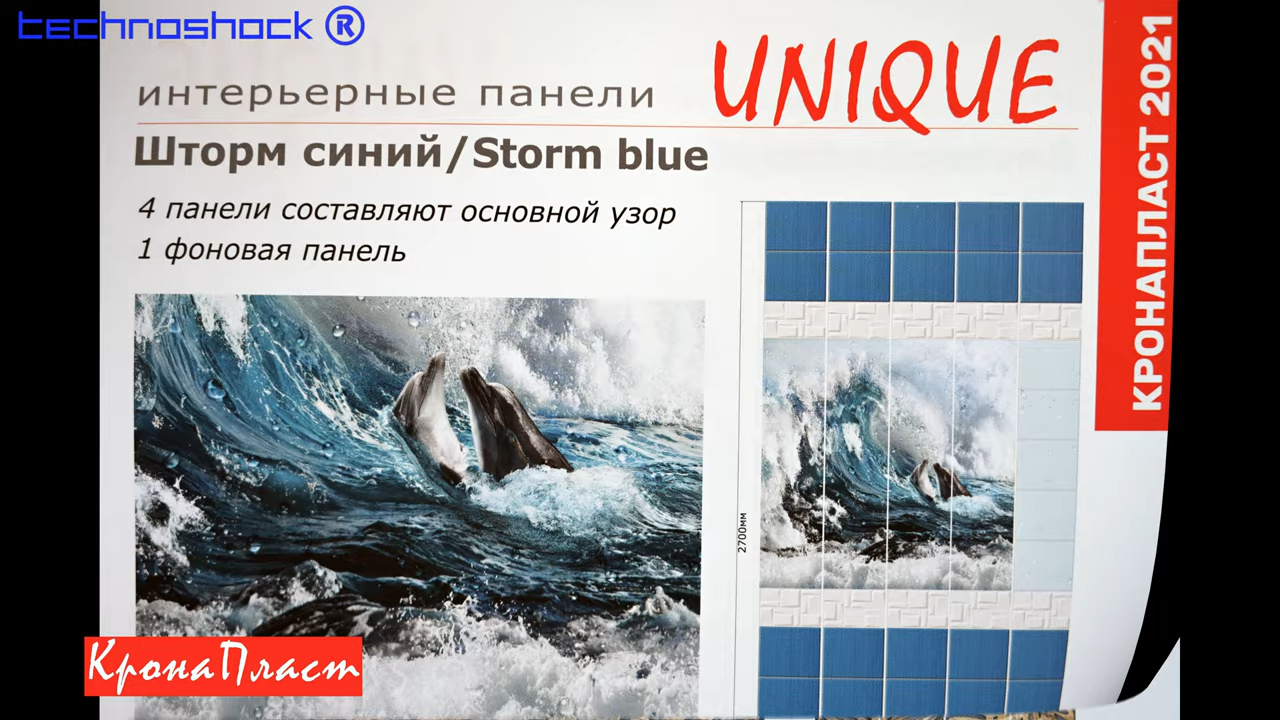 technoshock ®
UNIQUE
интерьерные панели
Шторм синий/Storm blue
4 панели составляют основной узор
1 фоновая панель
КРОНАПЛАСТ 2021
2700мм
КронаПласт